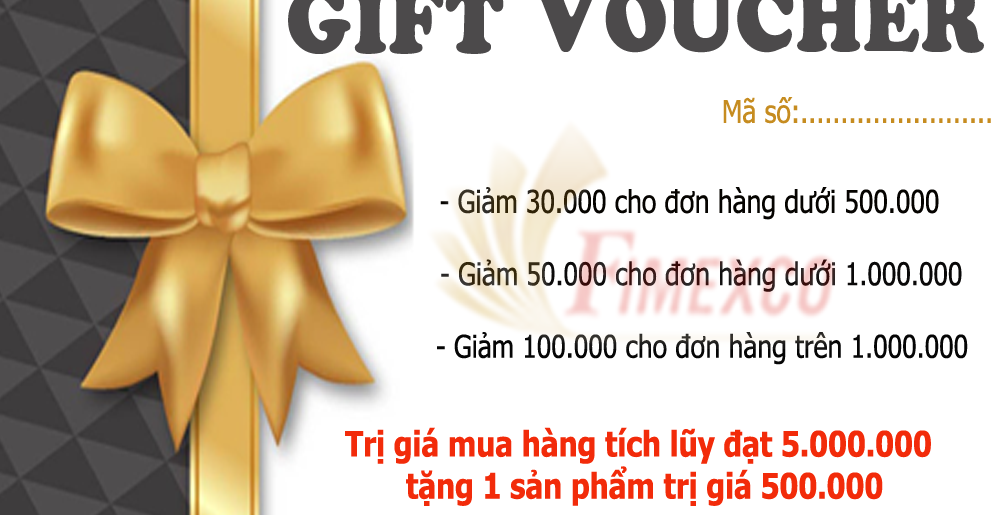 GIFT VOUCHER
Mã số:........................
- Giảm 30.000 cho đơn hàng dưới 500.000
FIMEXCO
- Giảm 50.000 cho đơn hàng dưới 1.000.000
- Giảm 100.000 cho đơn hàng trên 1.000.000
Trị giá mua hàng tích lũy đạt 5.000.000
tặng 1 sản phẩm trị giá 500.000